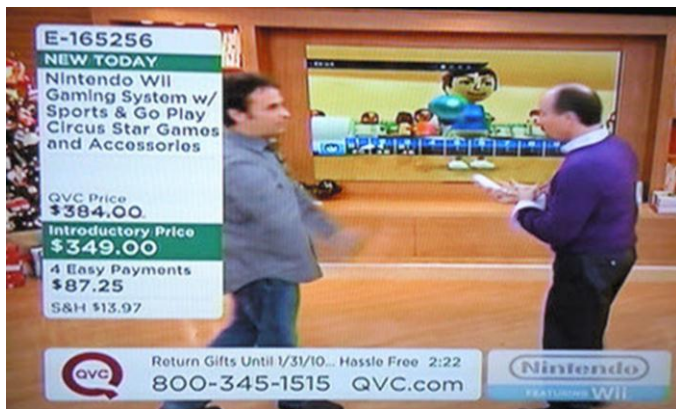 E-165256
NEW TODAY
Nintendo Wii
Gaming System w/
Sports & Go Play
Circus Star Games
and Accessories
QVC Price
$384.00
Introductory Price
$349.00
4 Easy Payments
$87.25
S&H $13.97
QVC
Return Gifts Until 1/31/10... Hassle Free 2:22
800-345-1515 QVC.com
Nintendo
FEATURING Wii